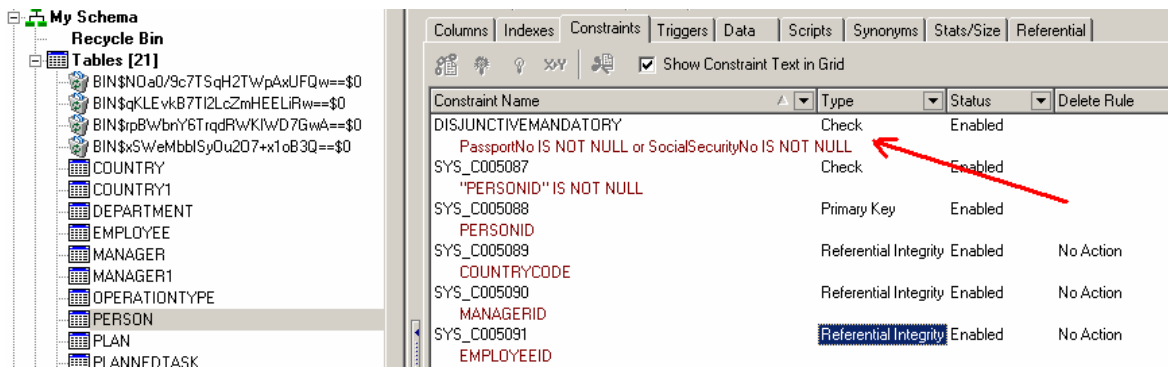 My Schema
Recycle Bin
Tables [21]
BIN$NOa0/9c7TSqH2TWpAxUFQw==$0
BIN$qKLEvkB7Tl2LcZmHEELiRw==$0
BIN$rpBWbnY6TrqdRWKlWD7GwA==$0
BIN$xSWeMbblSyOu2O7+x1oB3Q==$0
COUNTRY
COUNTRY1
DEPARTMENT
EMPLOYEE
MANAGER
MANAGER1
OPERATIONTYPE
PERSON
PLAN
PLANNEDTASK
Columns Indexes Constraints Triggers Data Scripts Synonyms Stats/Size Referential
Show Constraint Text in Grid
Constraint Name Type Status Delete Rule
DISJUNCTIVEMANDATORY Check Enabled
PassportNo IS NOT NULL or SocialSecurityNo IS NOT NULL
SYS_C005087 Check Enabled
"PERSONID" IS NOT NULL
SYS_C005088 Primary Key Enabled
PERSONID
SYS_C005089 Referential Integrity Enabled No Action
COUNTRYCODE
SYS_C005090 Referential Integrity Enabled No Action
MANAGERID
SYS_C005091 Referential Integrity Enabled No Action
EMPLOYEEID